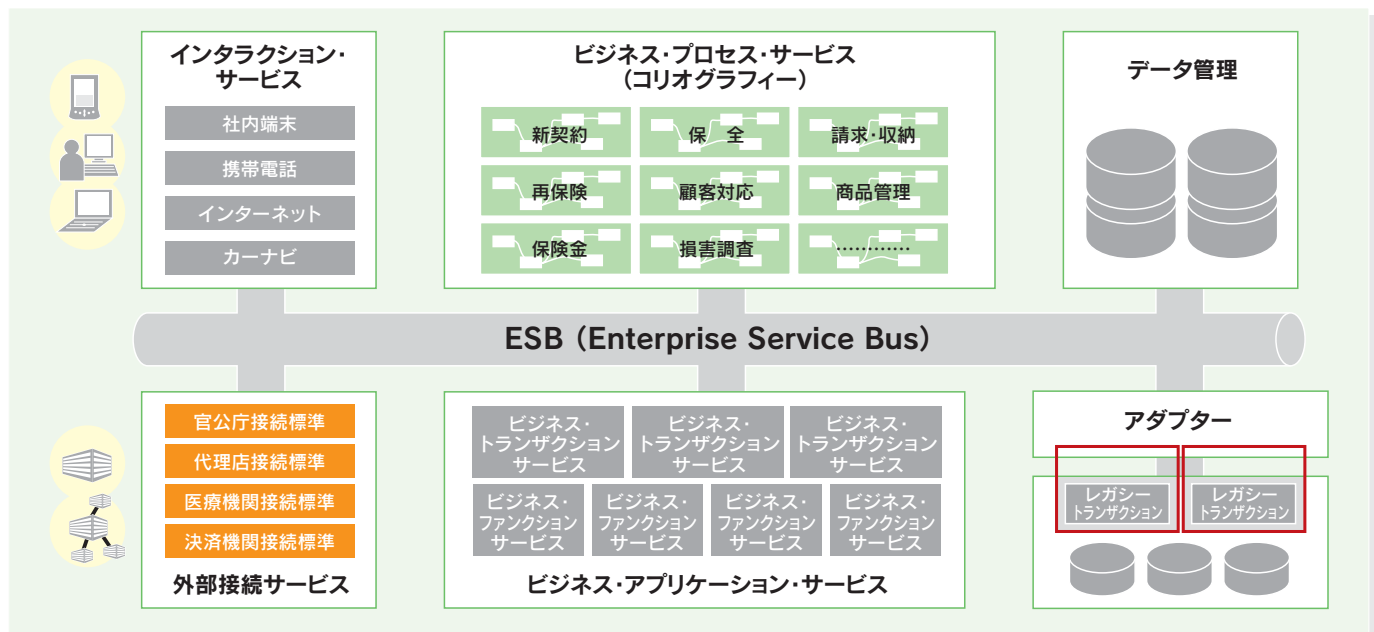 インタラクション・
サービス
社内端末
携帯電話
インターネット
カーナビ
ビジネス・プロセス・サービス
（コリオグラフィー）
新契約
保　全
請求・収納
再保険
顧客対応
商品管理
保険金
損害調査
…………
データ管理
ESB（Enterprise Service Bus）
官公庁接続標準
代理店接続標準
医療機関接続標準
決済機関接続標準
外部接続サービス
ビジネス・
トランザクション
サービス
ビジネス・
トランザクション
サービス
ビジネス・
トランザクション
サービス
ビジネス・
ファンクション
サービス
ビジネス・
ファンクション
サービス
ビジネス・
ファンクション
サービス
ビジネス・
ファンクション
サービス
ビジネス・アプリケーション・サービス
アダプター
レガシー
トランザクション
レガシー
トランザクション